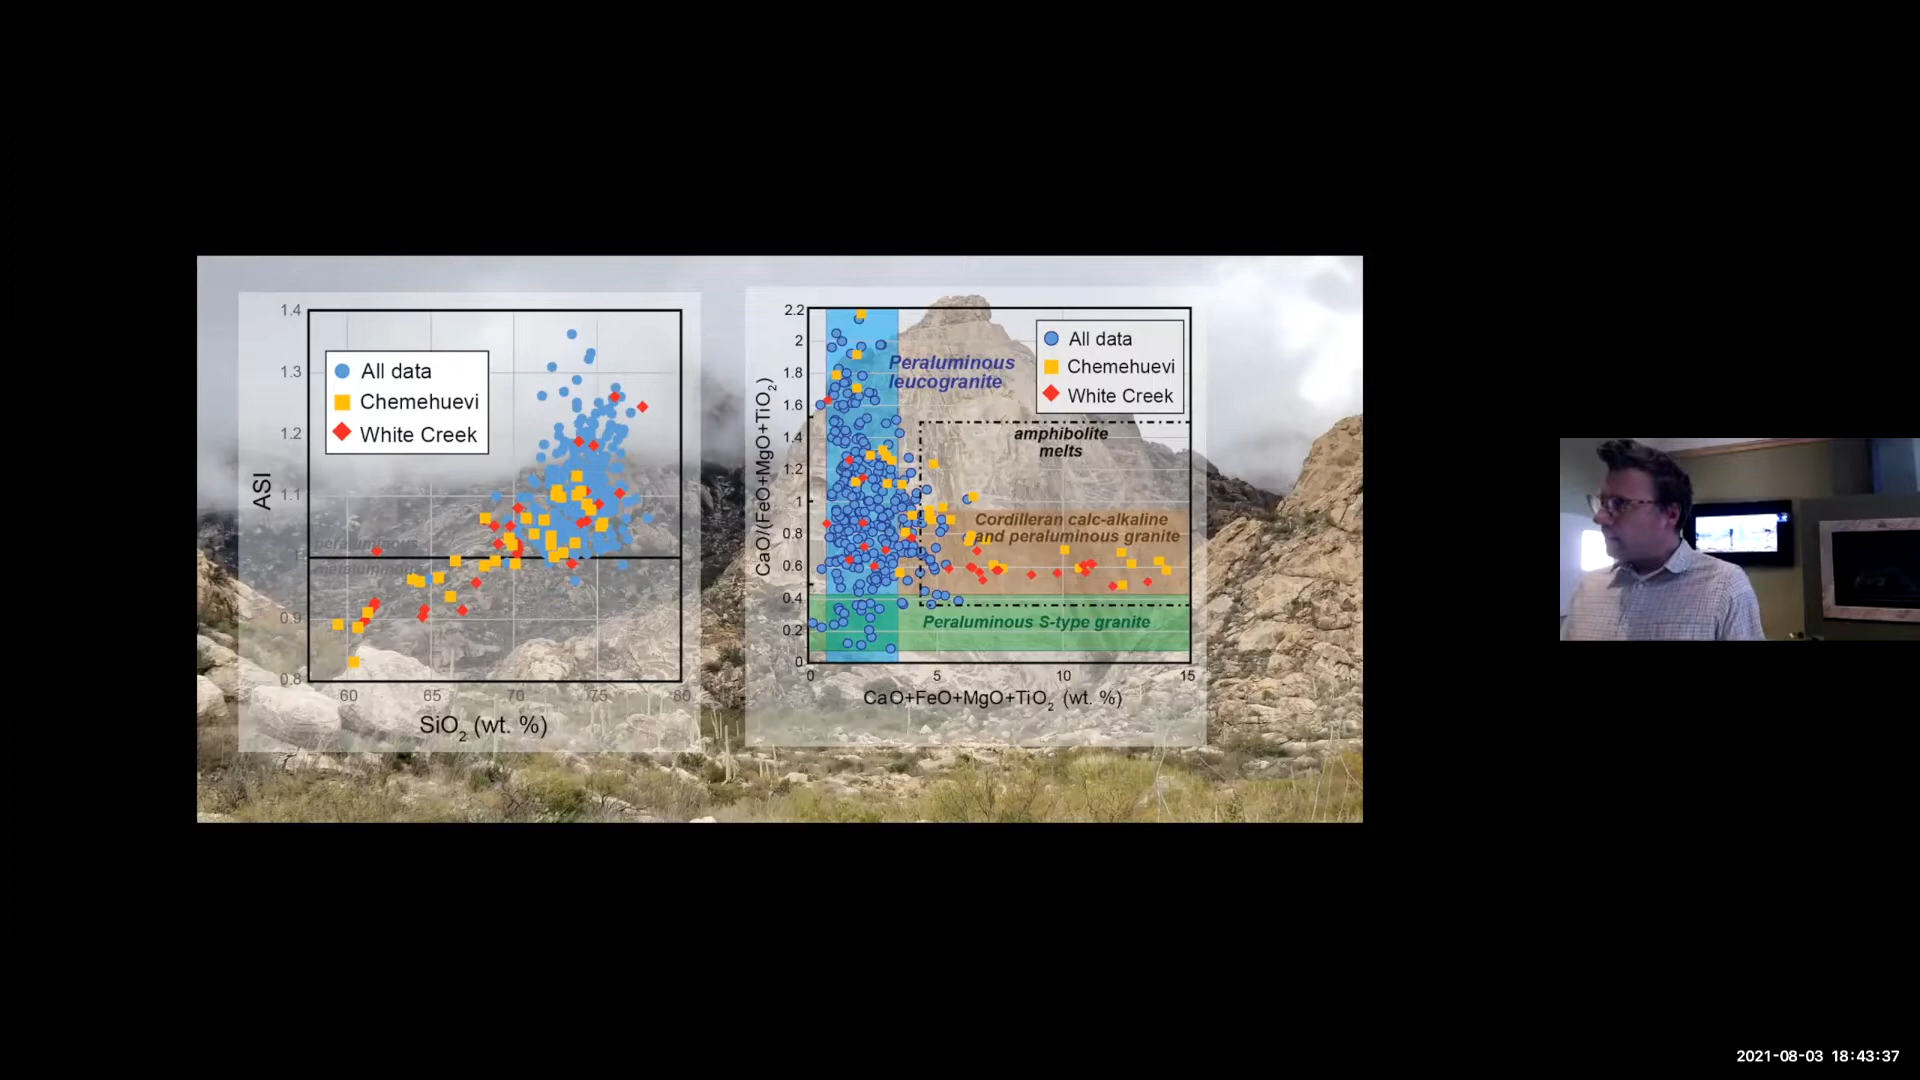 1.4
1.3
1.2
1.1
1
0.9
0.8
ASI
All data
Chemehuevi
White Creek
peraluminous
metaluminous
60
65
70
75
80
SiO2 (wt. %)
2.2
2
1.8
1.6
1.4
1.2
1
0.8
0.6
0.4
0.2
0
CaO/(FeO+MgO+TiO2)
All data
Chemehuevi
White Creek
Peraluminous
leucogranite
amphibolite
melts
Cordilleran calc-alkaline
and peraluminous granite
Peraluminous S-type granite
0
5
10
15
CaO+FeO+MgO+TiO2 (wt. %)
2021-08-03 18:43:37